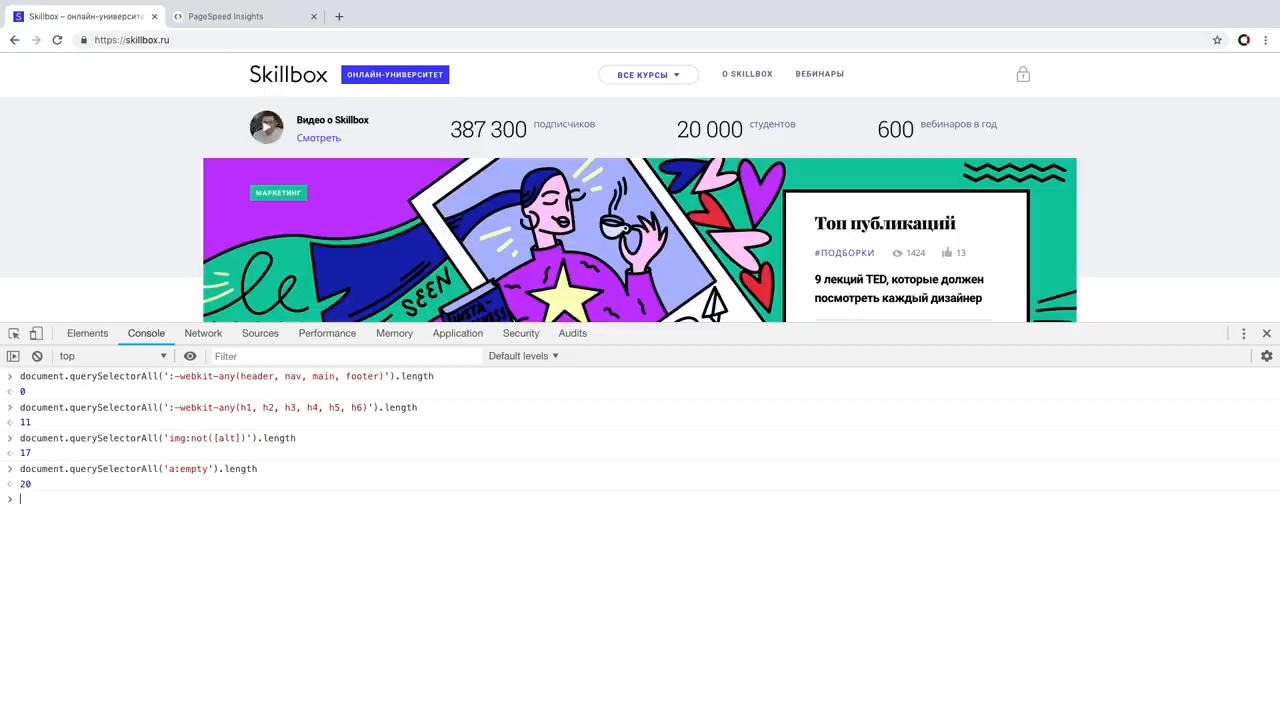 Skillbox – онлайн-университе
PageSpeed Insights
https://skillbox.ru
Skillbox
ОНЛАЙН-УНИВЕРСИТЕТ
ВСЕ КУРСЫ
О SKILLBOX
ВЕБИНАРЫ
Видео о Skillbox
Смотреть
387 300 подписчиков
20 000 студентов
600 вебинаров в год
МАРКЕТИНГ
SEEN
INSTA-
Топ публикаций
#ПОДБОРКИ 1424 13
9 лекций TED, которые должен
посмотреть каждый дизайнер
Elements Console Network Sources Performance Memory Application Security Audits
top Filter Default levels
document.querySelectorAll(':-webkit-any(header, nav, main, footer)').length
0
document.querySelectorAll(':-webkit-any(h1, h2, h3, h4, h5, h6)').length
11
document.querySelectorAll('img:not([alt])').length
17
document.querySelectorAll('a:empty').length
20